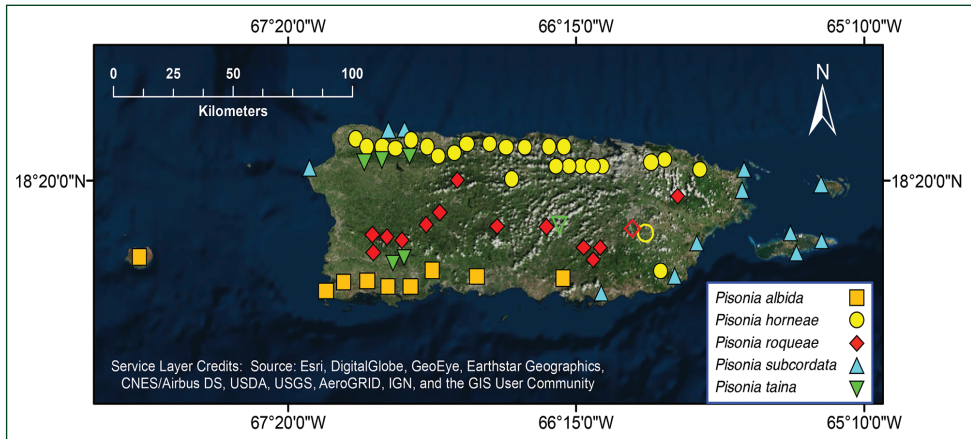 67°20'0"W 66°15'0"W 65°10'0"W
0 25 50 100
Kilometers
N
18°20'0"N 18°20'0"N
Pisonia albida
Pisonia horneae
Pisonia roqueae
Pisonia subcordata
Pisonia taina
Service Layer Credits: Source: Esri, DigitalGlobe, GeoEye, Earthstar Geographics,
CNES/Airbus DS, USDA, USGS, AeroGRID, IGN, and the GIS User Community
67°20'0"W 66°15'0"W 65°10'0"W